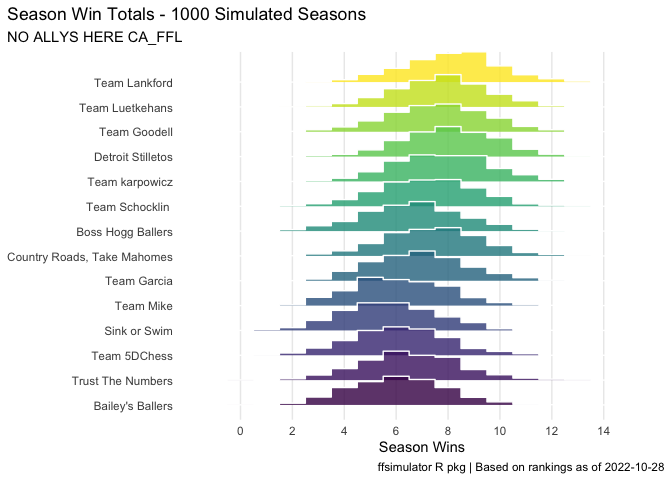 Season Win Totals - 1000 Simulated Seasons
NO ALLYS HERE CA_FFL
Team Lankford
Team Luetkehans
Team Goodell
Detroit Stilletos
Team karpowicz
Team Schocklin
Boss Hogg Ballers
Country Roads, Take Mahomes
Team Garcia
Team Mike
Sink or Swim
Team 5DChess
Trust The Numbers
Bailey's Ballers
0 2 4 6 8 10 12 14
Season Wins
ffsimulator R pkg | Based on rankings as of 2022-10-28